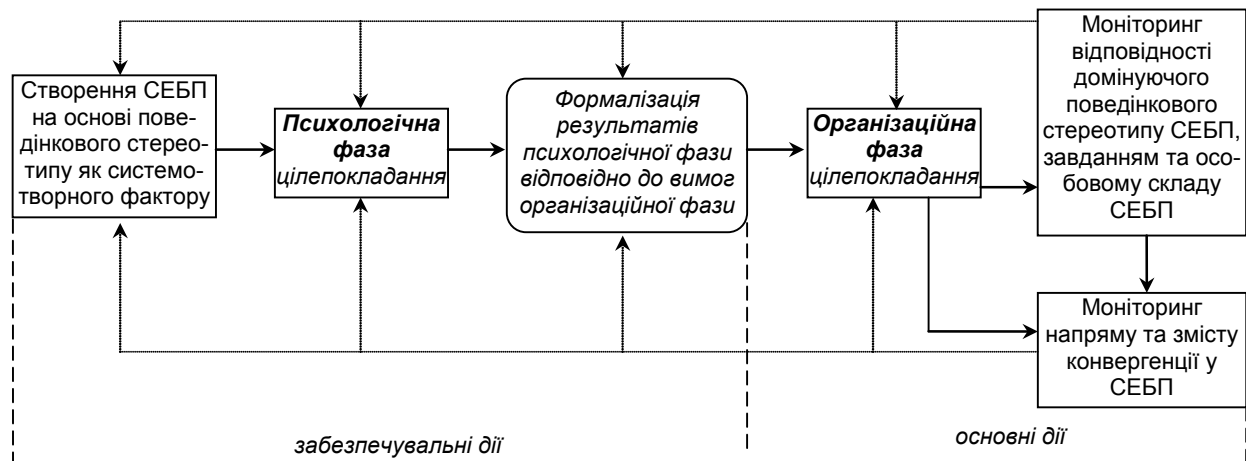 Створення СЕБП
на основі пове-
дінкового стерео-
типу як системо-
творного фактору
Психологічна
фаза
цілепокладання
Формалізація
результатів
психологічної фази
відповідно до вимог
організаційної фази
Організаційна
фаза
цілепокладання
Моніторинг
відповідності
домінуючого
поведінкового
стереотипу СЕБП,
завданням та осо-
бовому складу
СЕБП
Моніторинг
напряму та змісту
конвергенції у
СЕБП
забезпечувальні дії
основні дії